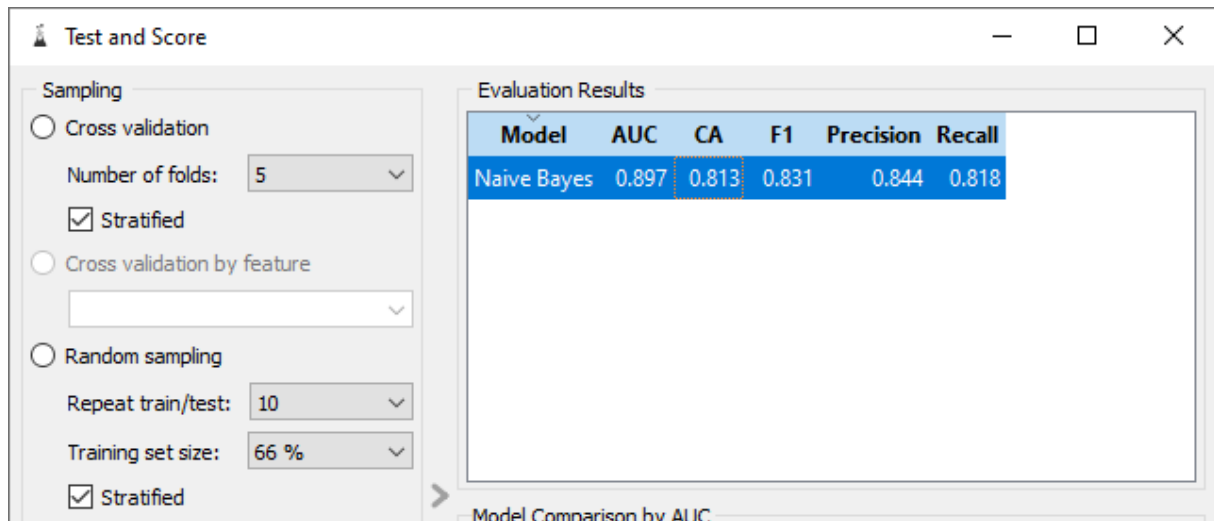 Test and Score
Sampling
Cross validation
Number of folds: 5
Stratified
Cross validation by feature
Random sampling
Repeat train/test: 10
Training set size: 66 %
Stratified
Evaluation Results
Model AUC CA F1 Precision Recall
Naive Bayes 0.897 0.813 0.831 0.844 0.818
Model Comparison by AUC